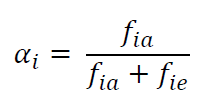 α_i = f_ia / (f_ia + f_ie)